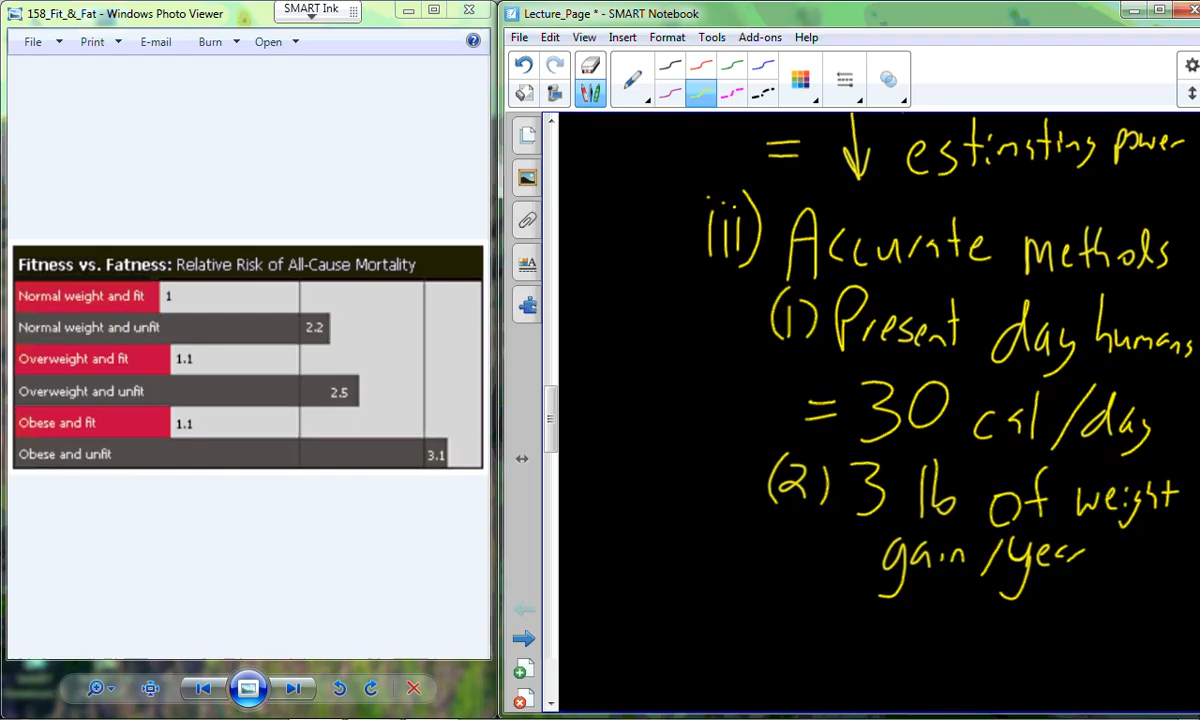 158_Fit_&_Fat - Windows Photo Viewer
SMART Ink
File Print E-mail Burn Open
Fitness vs. Fatness: Relative Risk of All-Cause Mortality
Normal weight and fit 1
Normal weight and unfit 2.2
Overweight and fit 1.1
Overweight and unfit 2.5
Obese and fit 1.1
Obese and unfit 3.1
Lecture_Page * - SMART Notebook
File Edit View Insert Format Tools Add-ons Help
= ↓ estimating power
iii) Accurate methods
(1) Present day humans
= 30 cal/day
(2) 3 lb of weight
gain/year